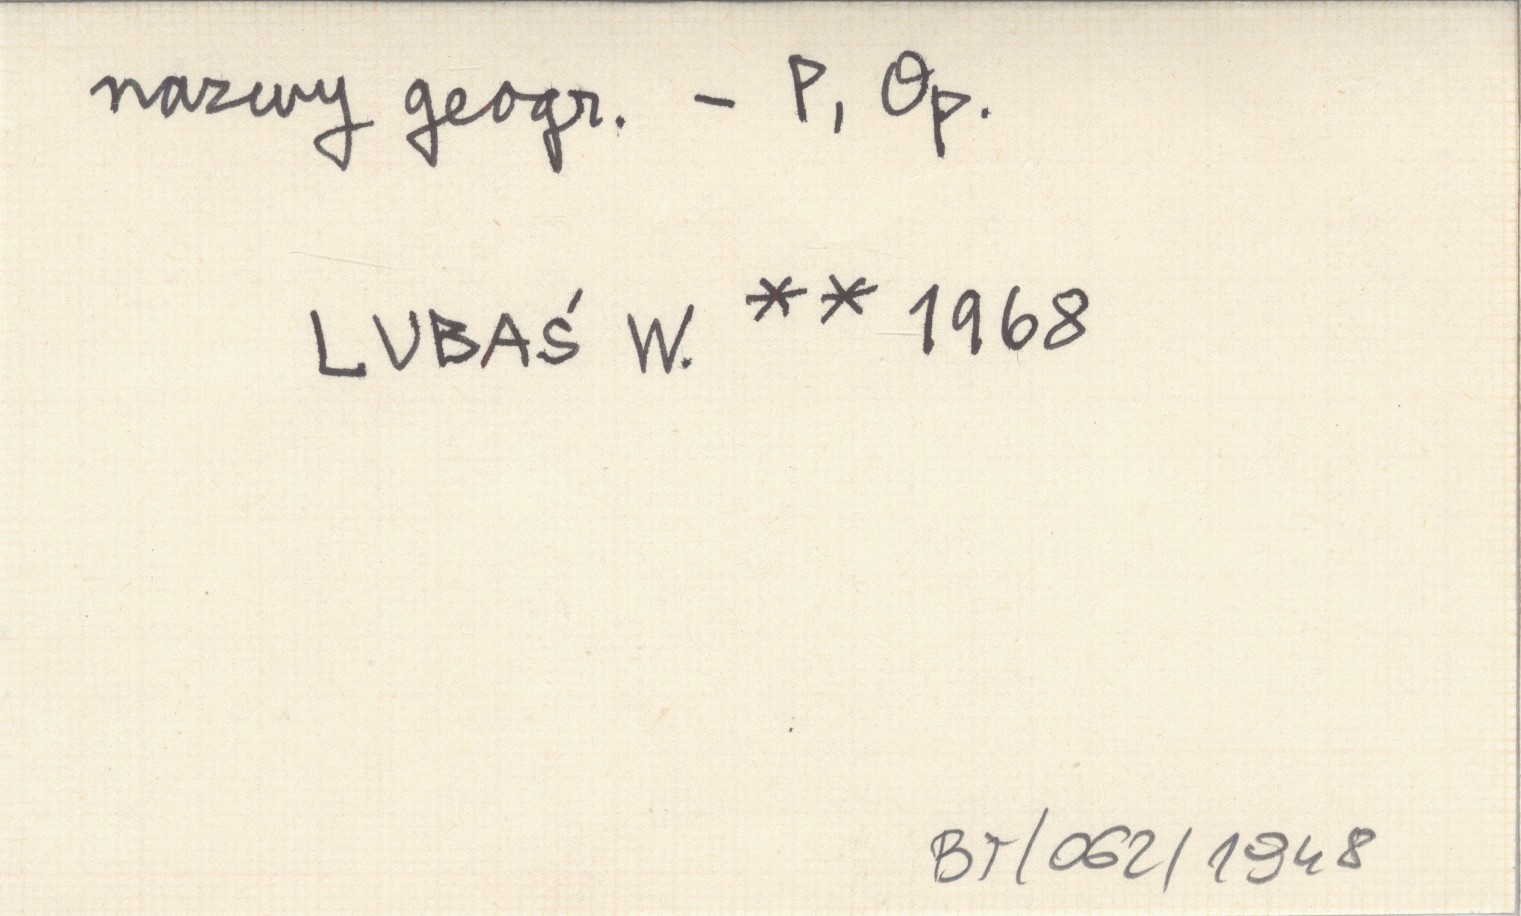 nazwy geogr. – P, Op.
LUBAŚ W. ** 1968
BT/062/1948